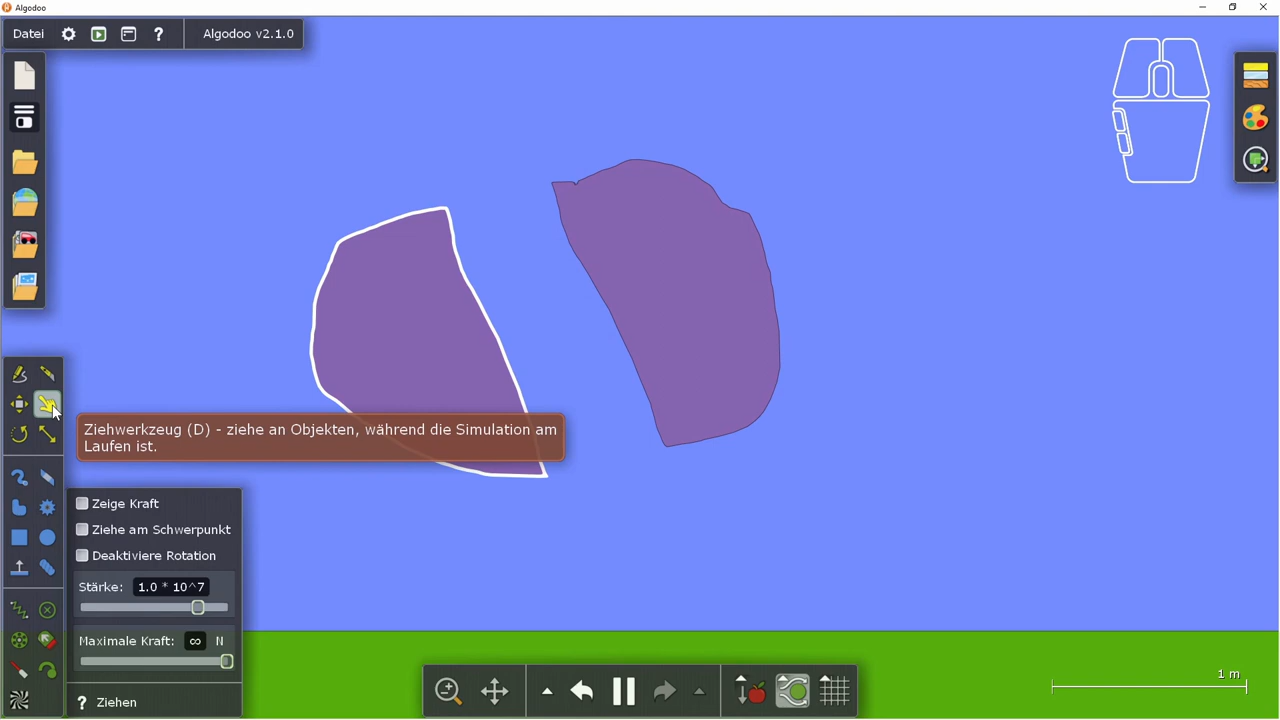 Algodoo
Datei
?
Algodoo v2.1.0
Ziehwerkzeug (D) - ziehe an Objekten, während die Simulation am
Laufen ist.
Zeige Kraft
Ziehe am Schwerpunkt
Deaktiviere Rotation
Stärke: 1.0 * 10^7
Maximale Kraft: ∞ N
? Ziehen
1 m